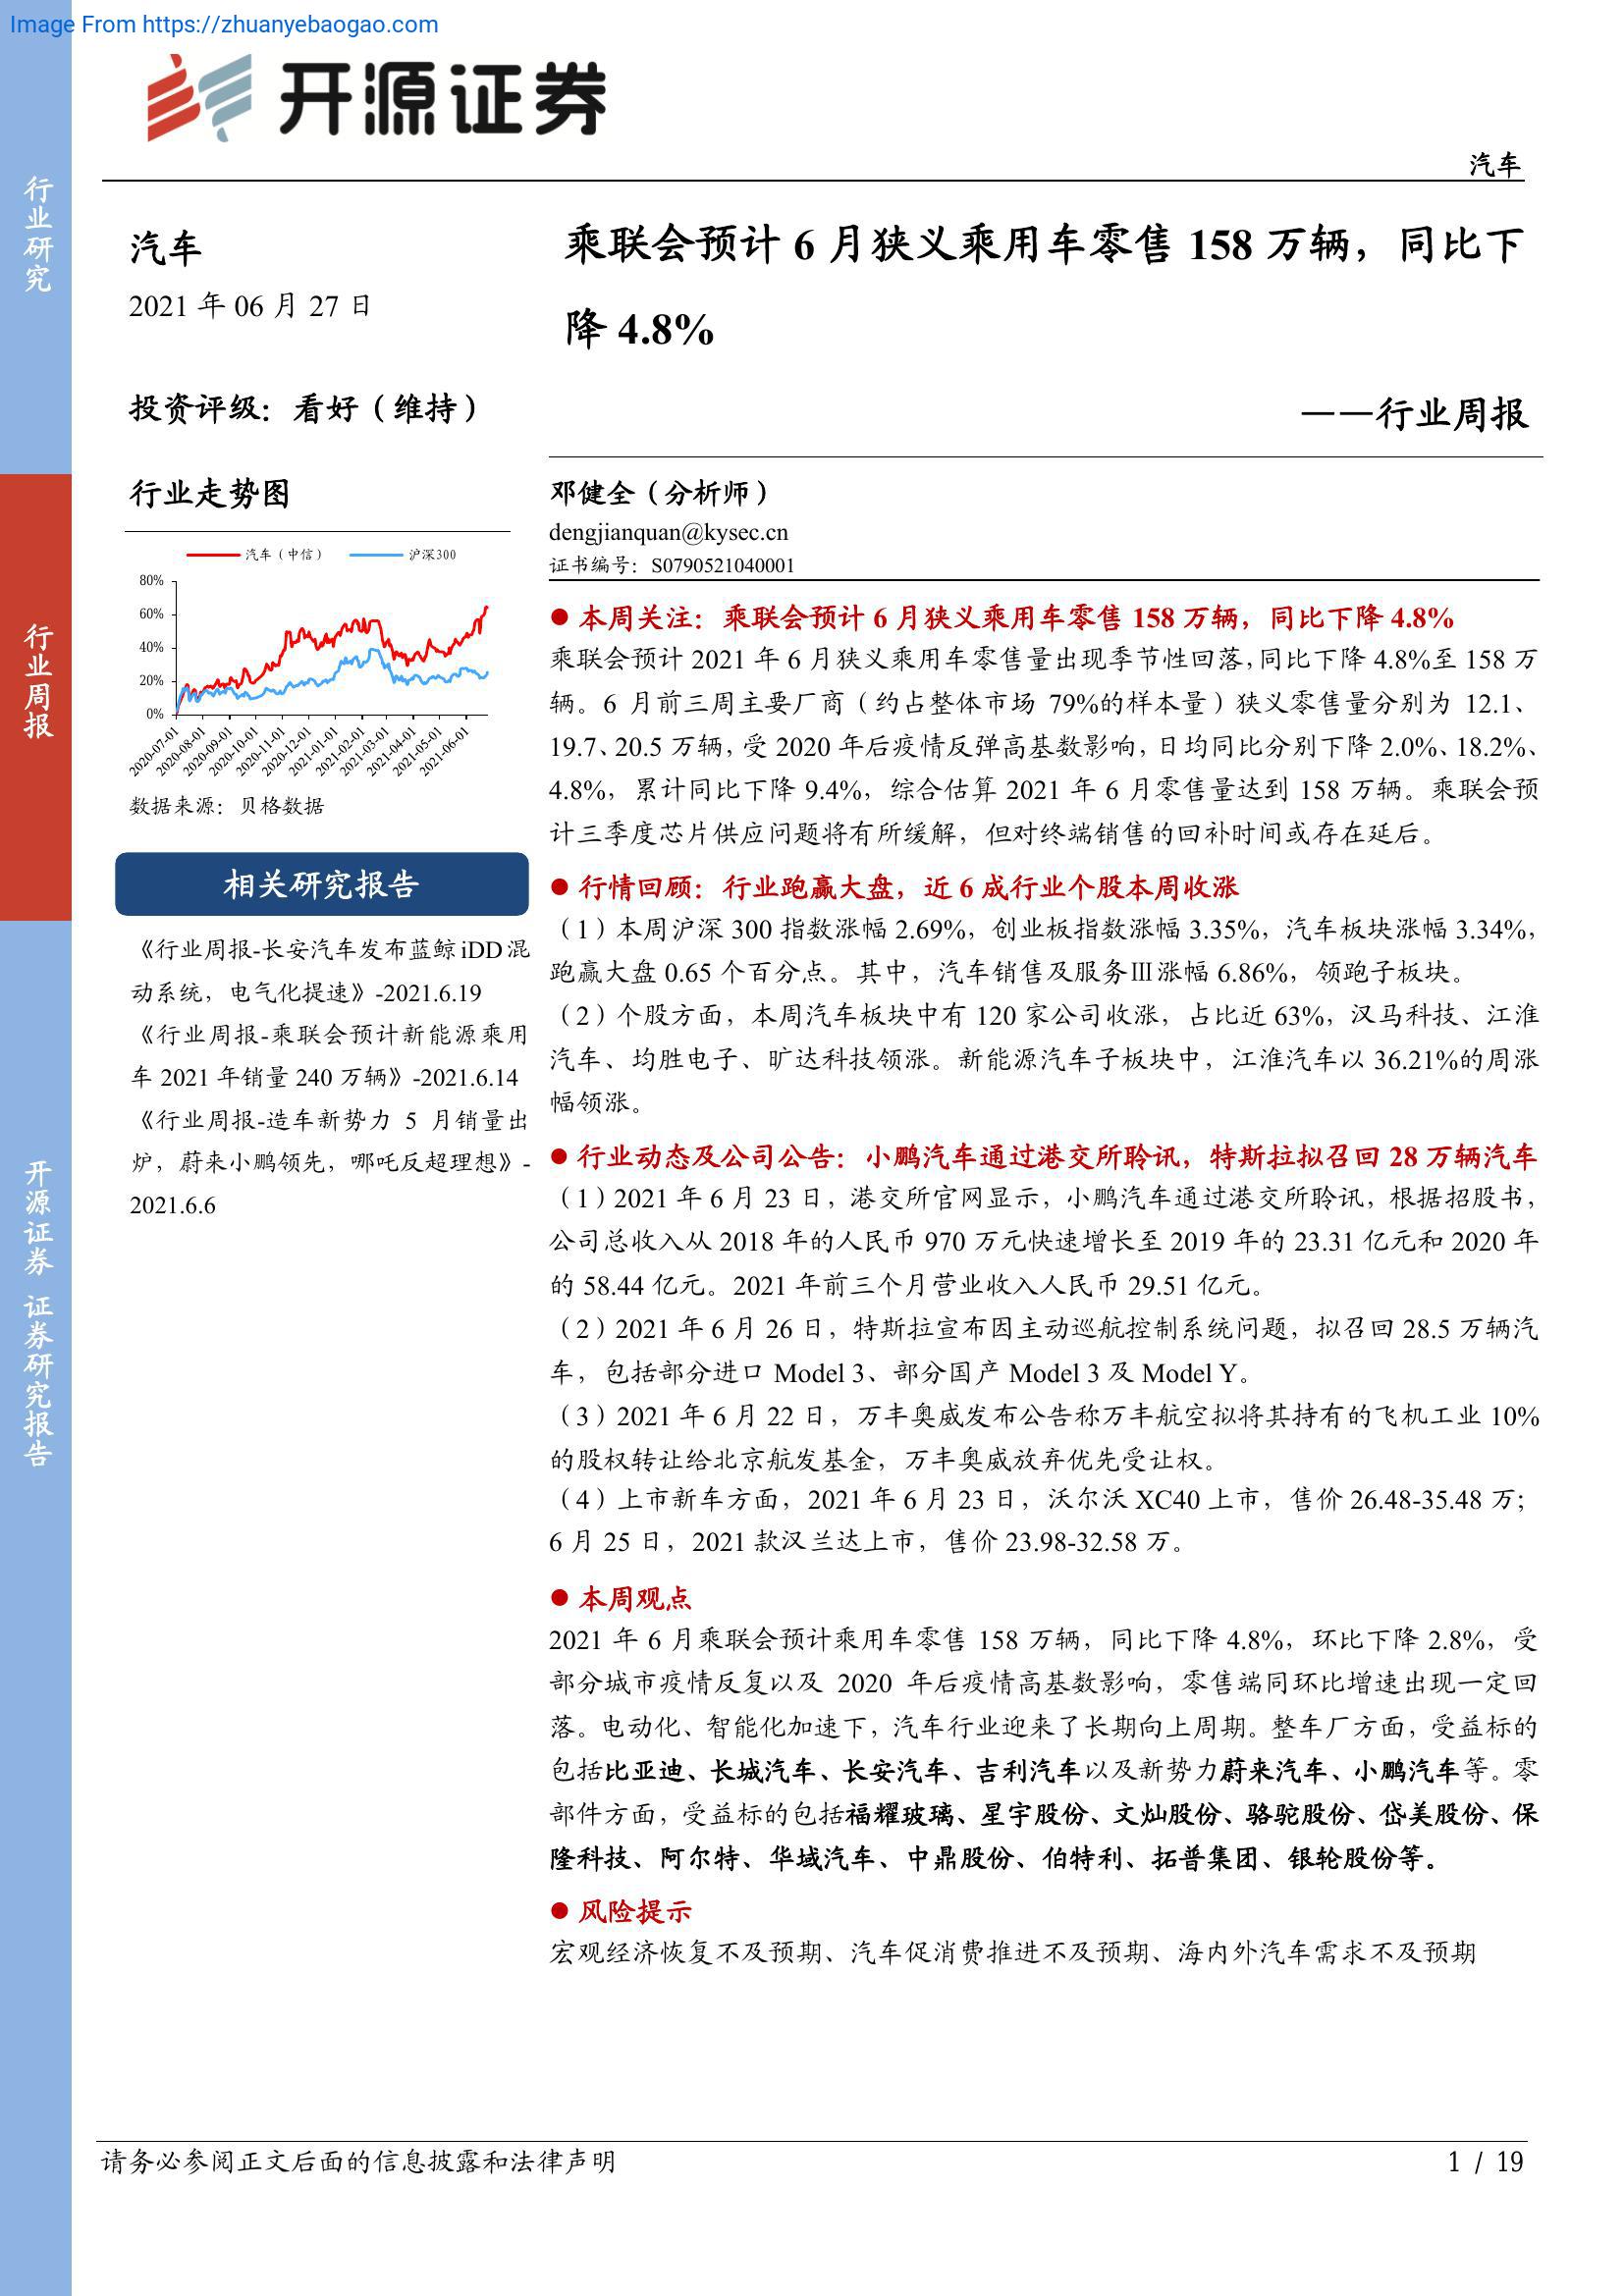 Image From https://zhuanyebaogao.com
开源证券
汽车
行业研究
行业周报
开源证券 证券研究报告
汽车
2021 年 06 月 27 日
投资评级：看好（维持）
行业走势图
汽车（中信）
沪深300
80%
60%
40%
20%
0%
2020-07-01
2020-08-01
2020-09-01
2020-10-01
2020-11-01
2020-12-01
2021-01-01
2021-02-01
2021-03-01
2021-04-01
2021-05-01
2021-06-01
数据来源：贝格数据
相关研究报告
《行业周报-长安汽车发布蓝鲸iDD混
动系统，电气化提速》-2021.6.19
《行业周报-乘联会预计新能源乘用
车 2021 年销量 240 万辆》-2021.6.14
《行业周报-造车新势力 5 月销量出
炉，蔚来小鹏领先，哪吒反超理想》-
2021.6.6
乘联会预计 6 月狭义乘用车零售 158 万辆，同比下
降 4.8%
——行业周报
邓健全（分析师）
dengjianquan@kysec.cn
证书编号：S0790521040001
● 本周关注：乘联会预计 6 月狭义乘用车零售 158 万辆，同比下降 4.8%
乘联会预计 2021 年 6 月狭义乘用车零售量出现季节性回落，同比下降 4.8%至 158 万
辆。6 月前三周主要厂商（约占整体市场 79%的样本量）狭义零售量分别为 12.1、
19.7、20.5 万辆，受 2020 年后疫情反弹高基数影响，日均同比分别下降 2.0%、18.2%、
4.8%，累计同比下降 9.4%，综合估算 2021 年 6 月零售量达到 158 万辆。乘联会预
计三季度芯片供应问题将有所缓解，但对终端销售的回补时间或存在延后。
● 行情回顾：行业跑赢大盘，近 6 成行业个股本周收涨
（1）本周沪深 300 指数涨幅 2.69%，创业板指数涨幅 3.35%，汽车板块涨幅 3.34%，
跑赢大盘 0.65 个百分点。其中，汽车销售及服务Ⅲ涨幅 6.86%，领跑子板块。
（2）个股方面，本周汽车板块中有 120 家公司收涨，占比近 63%，汉马科技、江淮
汽车、均胜电子、旷达科技领涨。新能源汽车子板块中，江淮汽车以 36.21%的周涨
幅领涨。
● 行业动态及公司公告：小鹏汽车通过港交所聆讯，特斯拉拟召回 28 万辆汽车
（1）2021 年 6 月 23 日，港交所官网显示，小鹏汽车通过港交所聆讯，根据招股书，
公司总收入从 2018 年的人民币 970 万元快速增长至 2019 年的 23.31 亿元和 2020 年
的 58.44 亿元。2021 年前三个月营业收入人民币 29.51 亿元。
（2）2021 年 6 月 26 日，特斯拉宣布因主动巡航控制系统问题，拟召回 28.5 万辆汽
车，包括部分进口 Model 3、部分国产 Model 3 及 Model Y。
（3）2021 年 6 月 22 日，万丰奥威发布公告称万丰航空拟将其持有的飞机工业 10%
的股权转让给北京航发基金，万丰奥威放弃优先受让权。
（4）上市新车方面，2021 年 6 月 23 日，沃尔沃 XC40 上市，售价 26.48-35.48 万；
6 月 25 日，2021 款汉兰达上市，售价 23.98-32.58 万。
● 本周观点
2021 年 6 月乘联会预计乘用车零售 158 万辆，同比下降 4.8%，环比下降 2.8%，受
部分城市疫情反复以及 2020 年后疫情高基数影响，零售端同环比增速出现一定回
落。电动化、智能化加速下，汽车行业迎来了长期向上周期。整车厂方面，受益标的
包括比亚迪、长城汽车、长安汽车、吉利汽车以及新势力蔚来汽车、小鹏汽车等。零
部件方面，受益标的包括福耀玻璃、星宇股份、文灿股份、骆驼股份、岱美股份、保
隆科技、阿尔特、华域汽车、中鼎股份、伯特利、拓普集团、银轮股份等。
● 风险提示
宏观经济恢复不及预期、汽车促消费推进不及预期、海内外汽车需求不及预期
请务必参阅正文后面的信息披露和法律声明
1 / 19